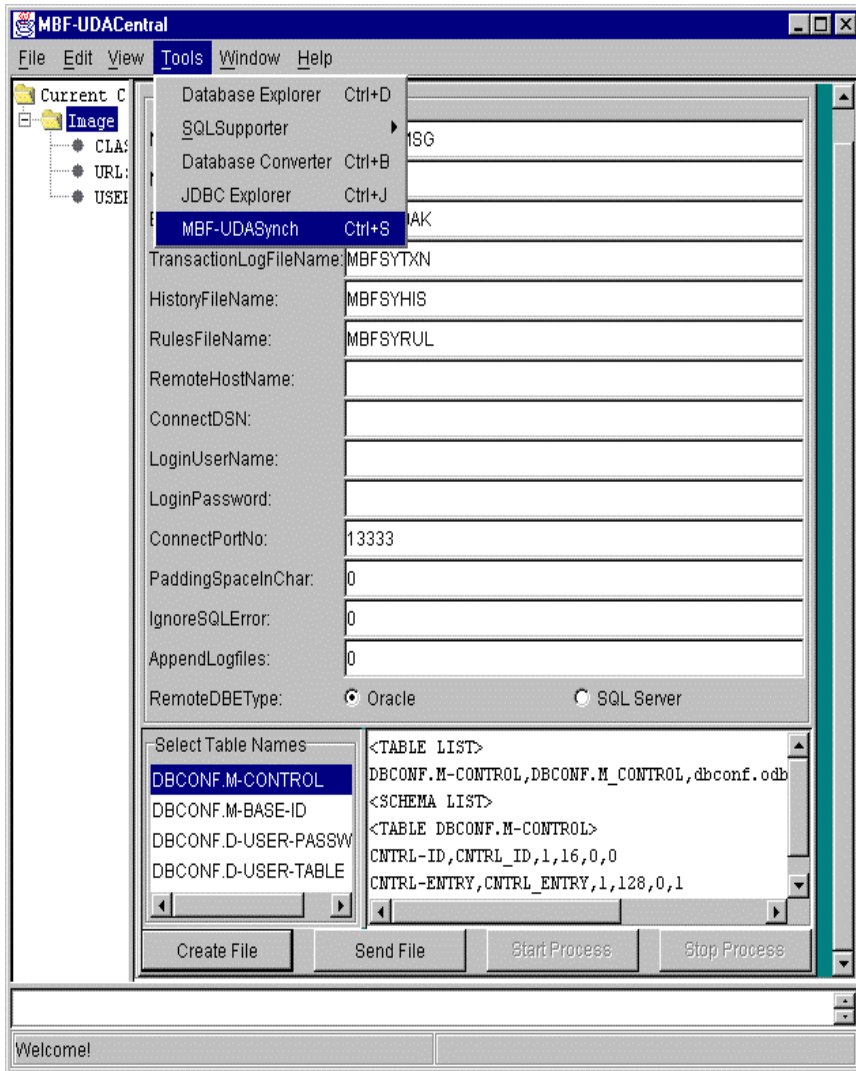 MBF-UDACentral
File Edit View Tools Window Help
Current C
Image
URL:
Database Explorer Ctrl+D
SQLSupporter
Database Converter Ctrl+B
JDBC Explorer Ctrl+J
MBF-UDASynch Ctrl+S
TransactionLogFileName: MBFSYTXN
HistoryFileName: MBFSYHIS
RulesFileName: MBFSYRUL
RemoteHostName:
ConnectDSN:
LoginUserName:
LoginPassword:
ConnectPortNo: 13333
PaddingSpaceInChar: 0
IgnoreSQLError: 0
AppendLogfiles: 0
RemoteDBEType: Oracle SQL Server
Select Table Names
DBCONF.M-CONTROL
DBCONF.M-BASE-ID
DBCONF.D-USER-PASSW
DBCONF.D-USER-TABLE
<TABLE LIST>
DBCONF.M-CONTROL,DBCONF.M_CONTROL,dbconf.odb
<SCHEMA LIST>
<TABLE DBCONF.M-CONTROL>
CNTRL-ID,CNTRL_ID,1,16,0,0
CNTRL-ENTRY,CNTRL_ENTRY,1,128,0,1
Create File Send File Start Process Stop Process
Welcome!